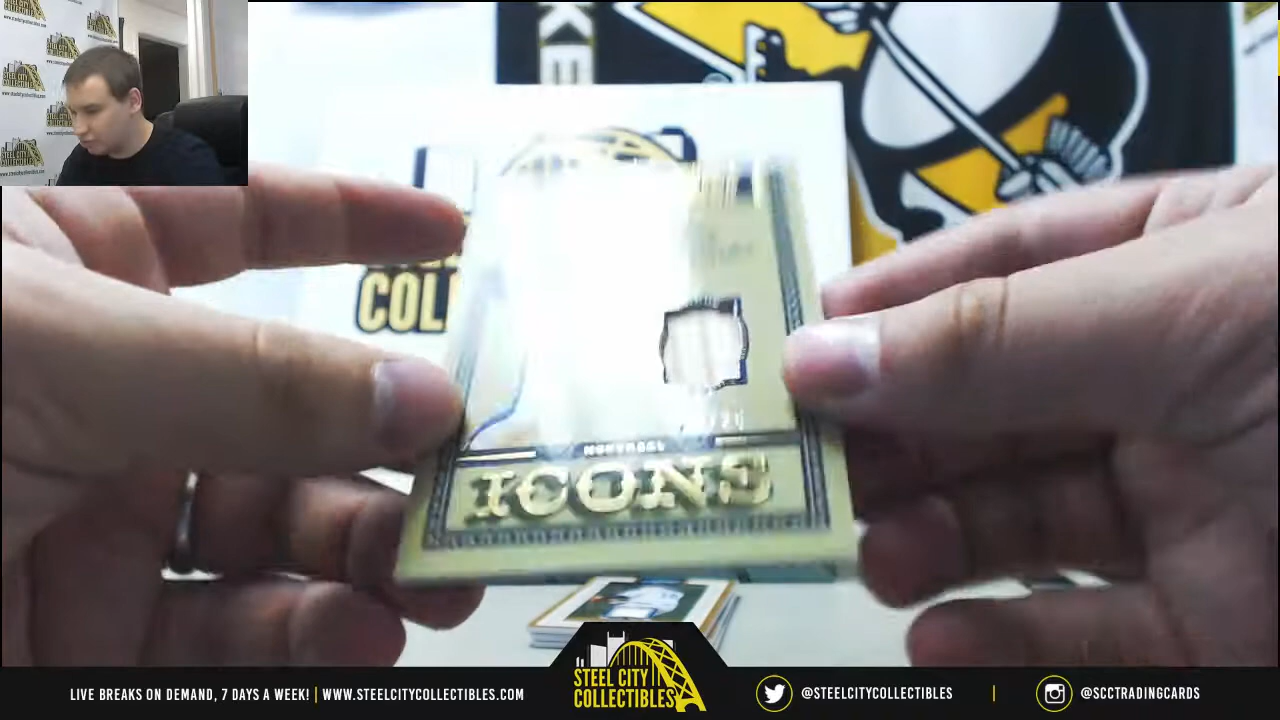 COLL
ICONS
LIVE BREAKS ON DEMAND, 7 DAYS A WEEK! | WWW.STEELCITYCOLLECTIBLES.COM
STEEL CITY
COLLECTIBLES
@STEELCITYCOLLECTIBLES
@SCCTRADINGCARDS